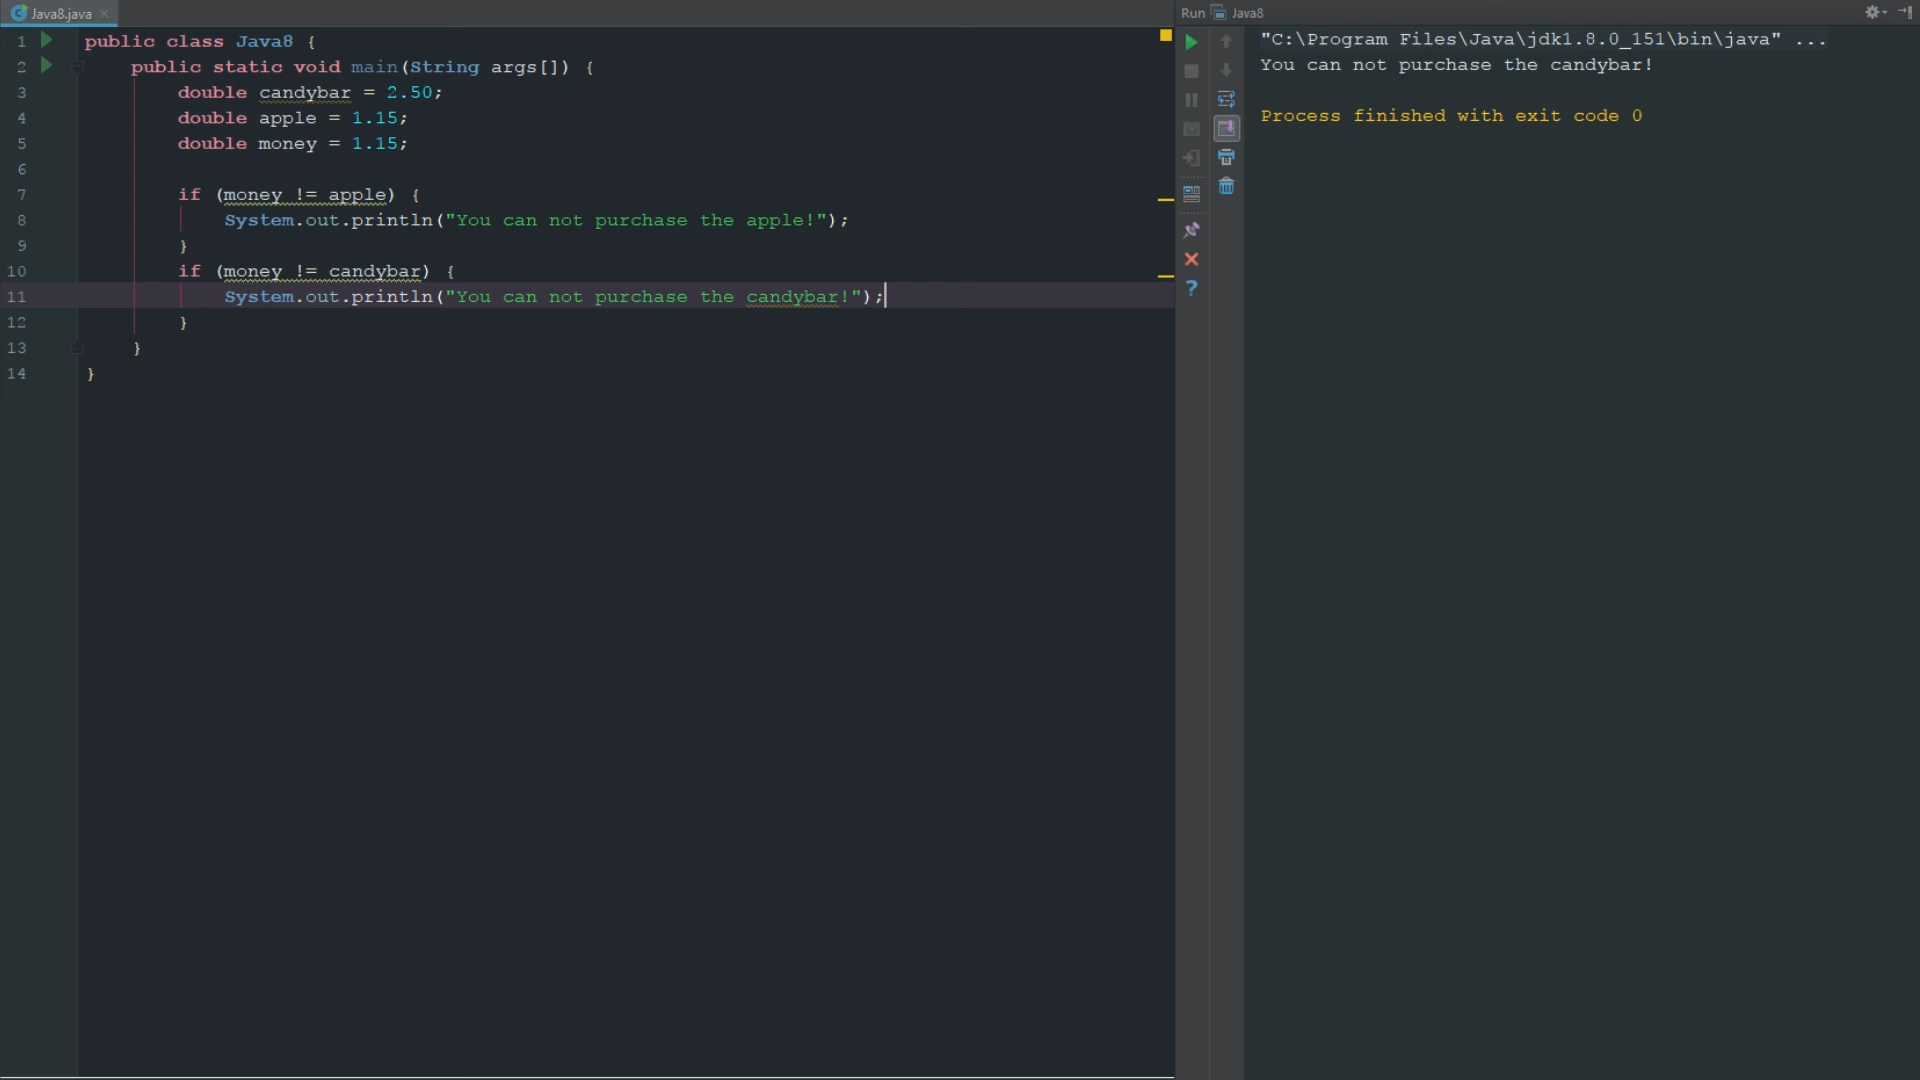 Java8.java
1 public class Java8 {
2 public static void main(String args[]) {
3 double candybar = 2.50;
4 double apple = 1.15;
5 double money = 1.15;
6
7 if (money != apple) {
8 System.out.println("You can not purchase the apple!");
9 }
10 if (money != candybar) {
11 System.out.println("You can not purchase the candybar!");
12 }
13 }
14 }
Run Java8
"C:\Program Files\Java\jdk1.8.0_151\bin\java" ...
You can not purchase the candybar!
Process finished with exit code 0